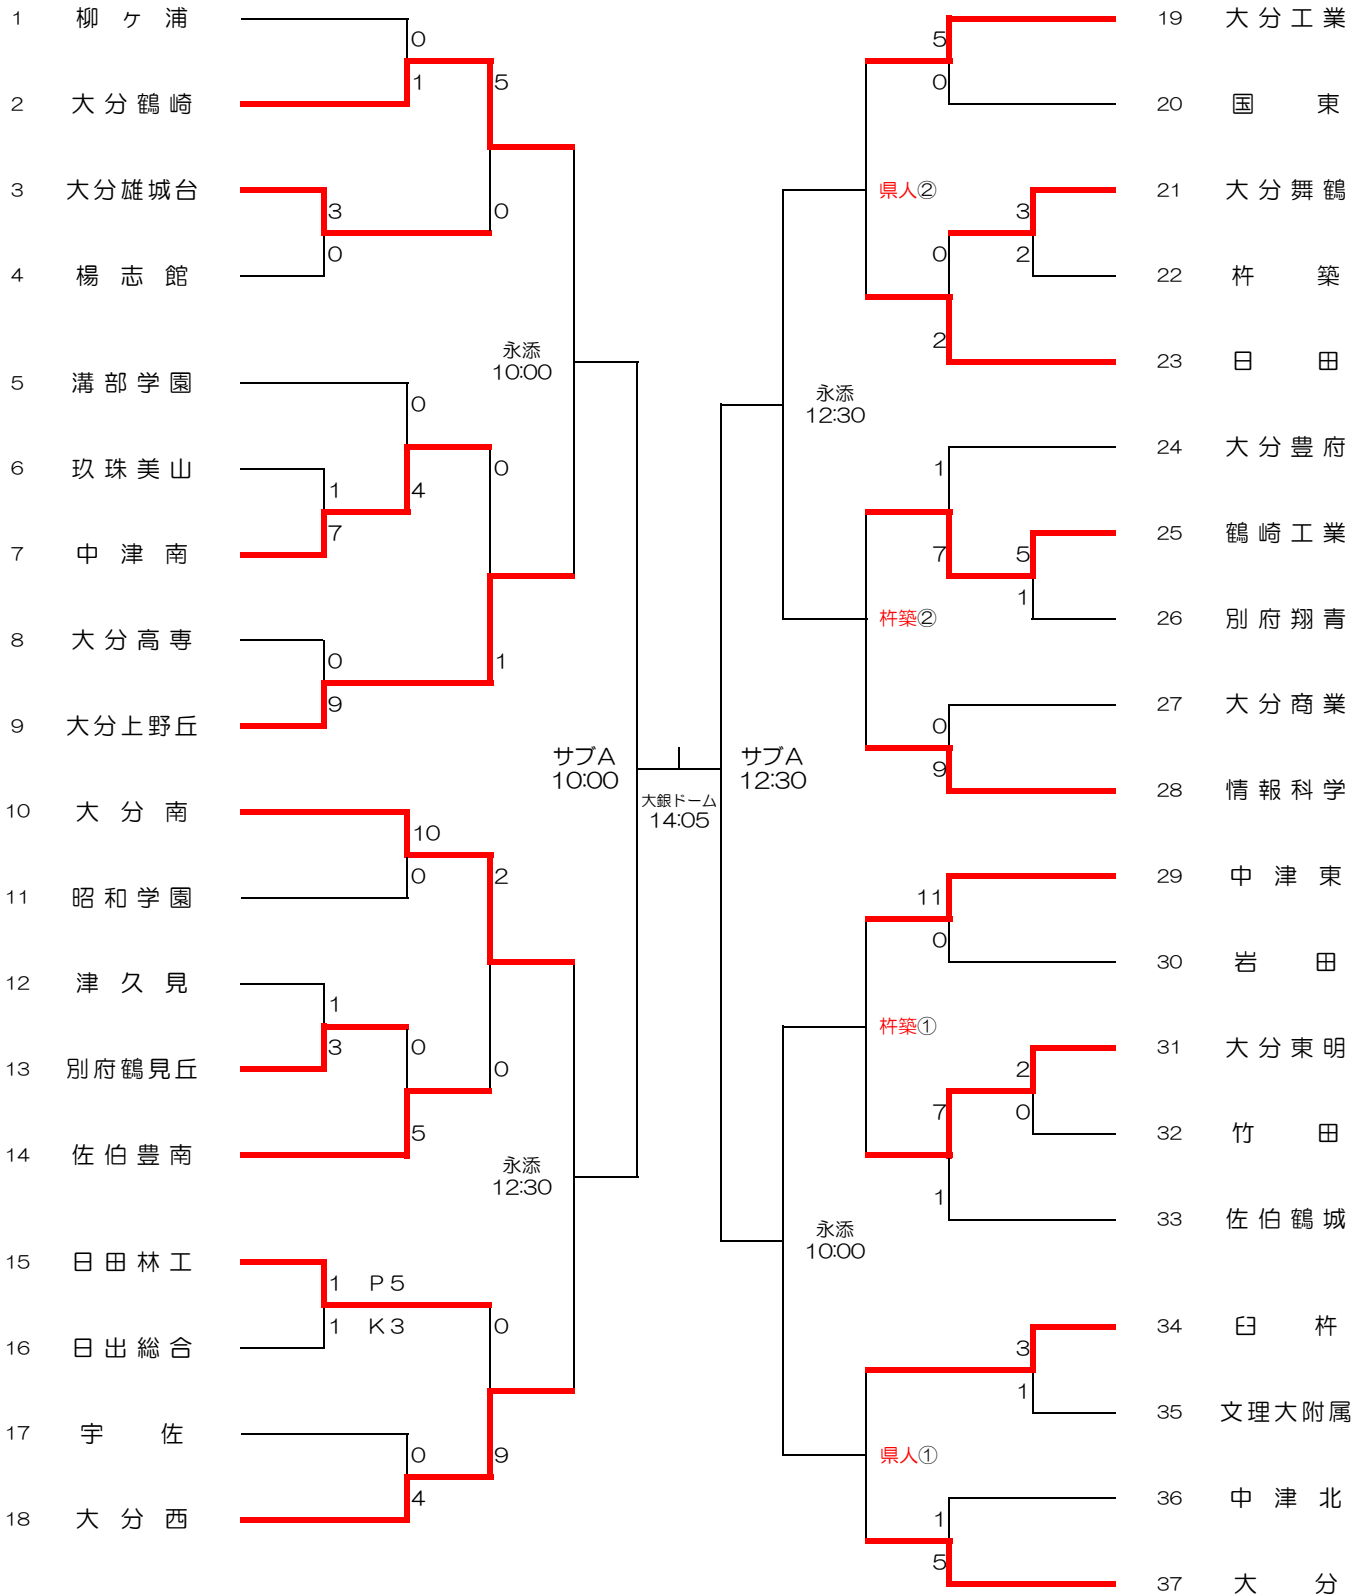 1 柳ヶ浦
0
1
5
2 大分鶴崎
3 大分雄城台
3
0
0
4 楊志館
永添
10:00
5 溝部学園
0
6 玖珠美山
1
4
0
7
7 中津南
8 大分高専
0
1
9
9 大分上野丘
サブA
10:00
10 大分南
10
0
2
11 昭和学園
12 津久見
1
3
0
0
13 別府鶴見丘
5
14 佐伯豊南
永添
12:30
15 日田林工
1 P5
1 K3
0
16 日出総合
17 宇佐
0
9
4
18 大分西
大銀ドーム
14:05
19 大分工業
5
0
20 国東
県人②
21 大分舞鶴
3
0
2
22 杵築
2
23 日田
永添
12:30
24 大分豊府
1
25 鶴崎工業
7
5
1
杵築②
26 別府翔青
27 大分商業
0
9
28 情報科学
サブA
12:30
29 中津東
11
0
30 岩田
杵築①
31 大分東明
2
7
0
32 竹田
1
33 佐伯鶴城
永添
10:00
34 臼杵
3
1
35 文理大附属
県人①
36 中津北
1
5
37 大分